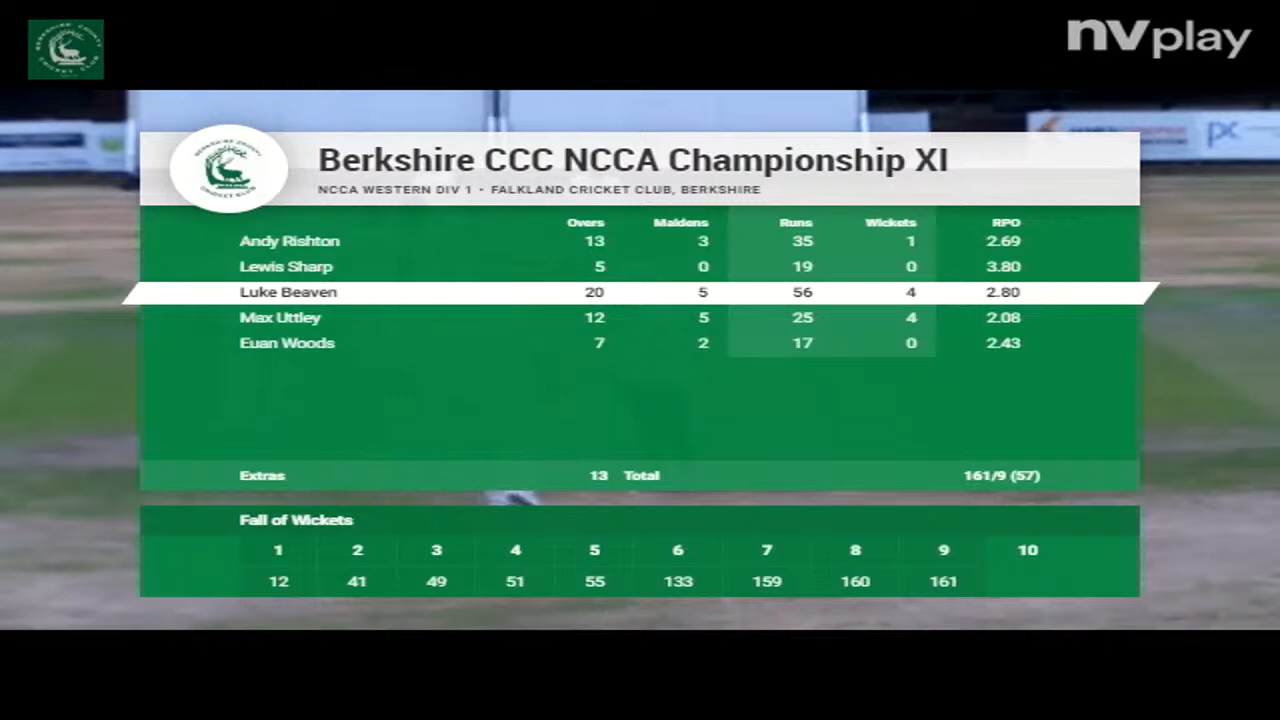 nvplay
BERKSHIRE COUNTY
CRICKET CLUB
Berkshire CCC NCCA Championship XI
NCCA WESTERN DIV 1 • FALKLAND CRICKET CLUB, BERKSHIRE
Overs Maidens Runs Wickets RPO
Andy Rishton 13 3 35 1 2.69
Lewis Sharp 5 0 19 0 3.80
Luke Beaven 20 5 56 4 2.80
Max Uttley 12 5 25 4 2.08
Euan Woods 7 2 17 0 2.43
Extras 13 Total 161/9 (57)
Fall of Wickets
1 2 3 4 5 6 7 8 9 10
12 41 49 51 55 133 159 160 161